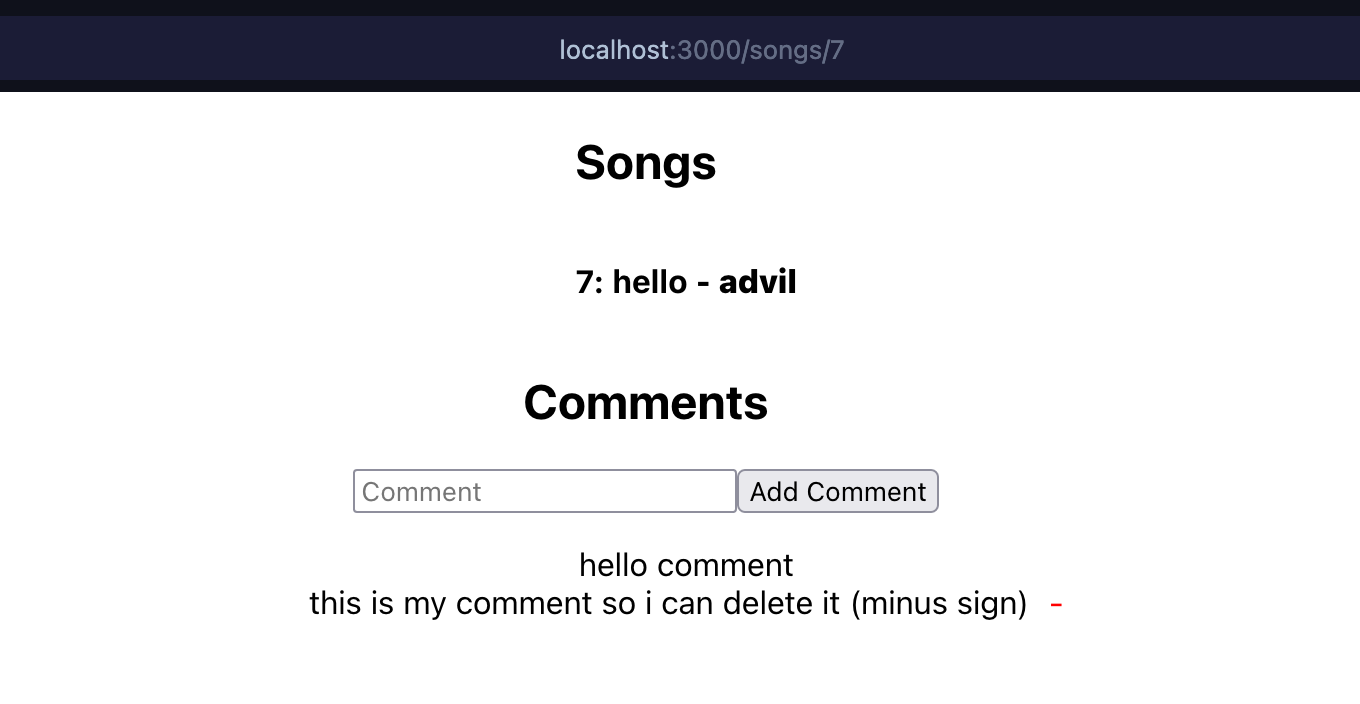 localhost:3000/songs/7
Songs
7: hello - advil
Comments
Comment Add Comment
hello comment
this is my comment so i can delete it (minus sign) -